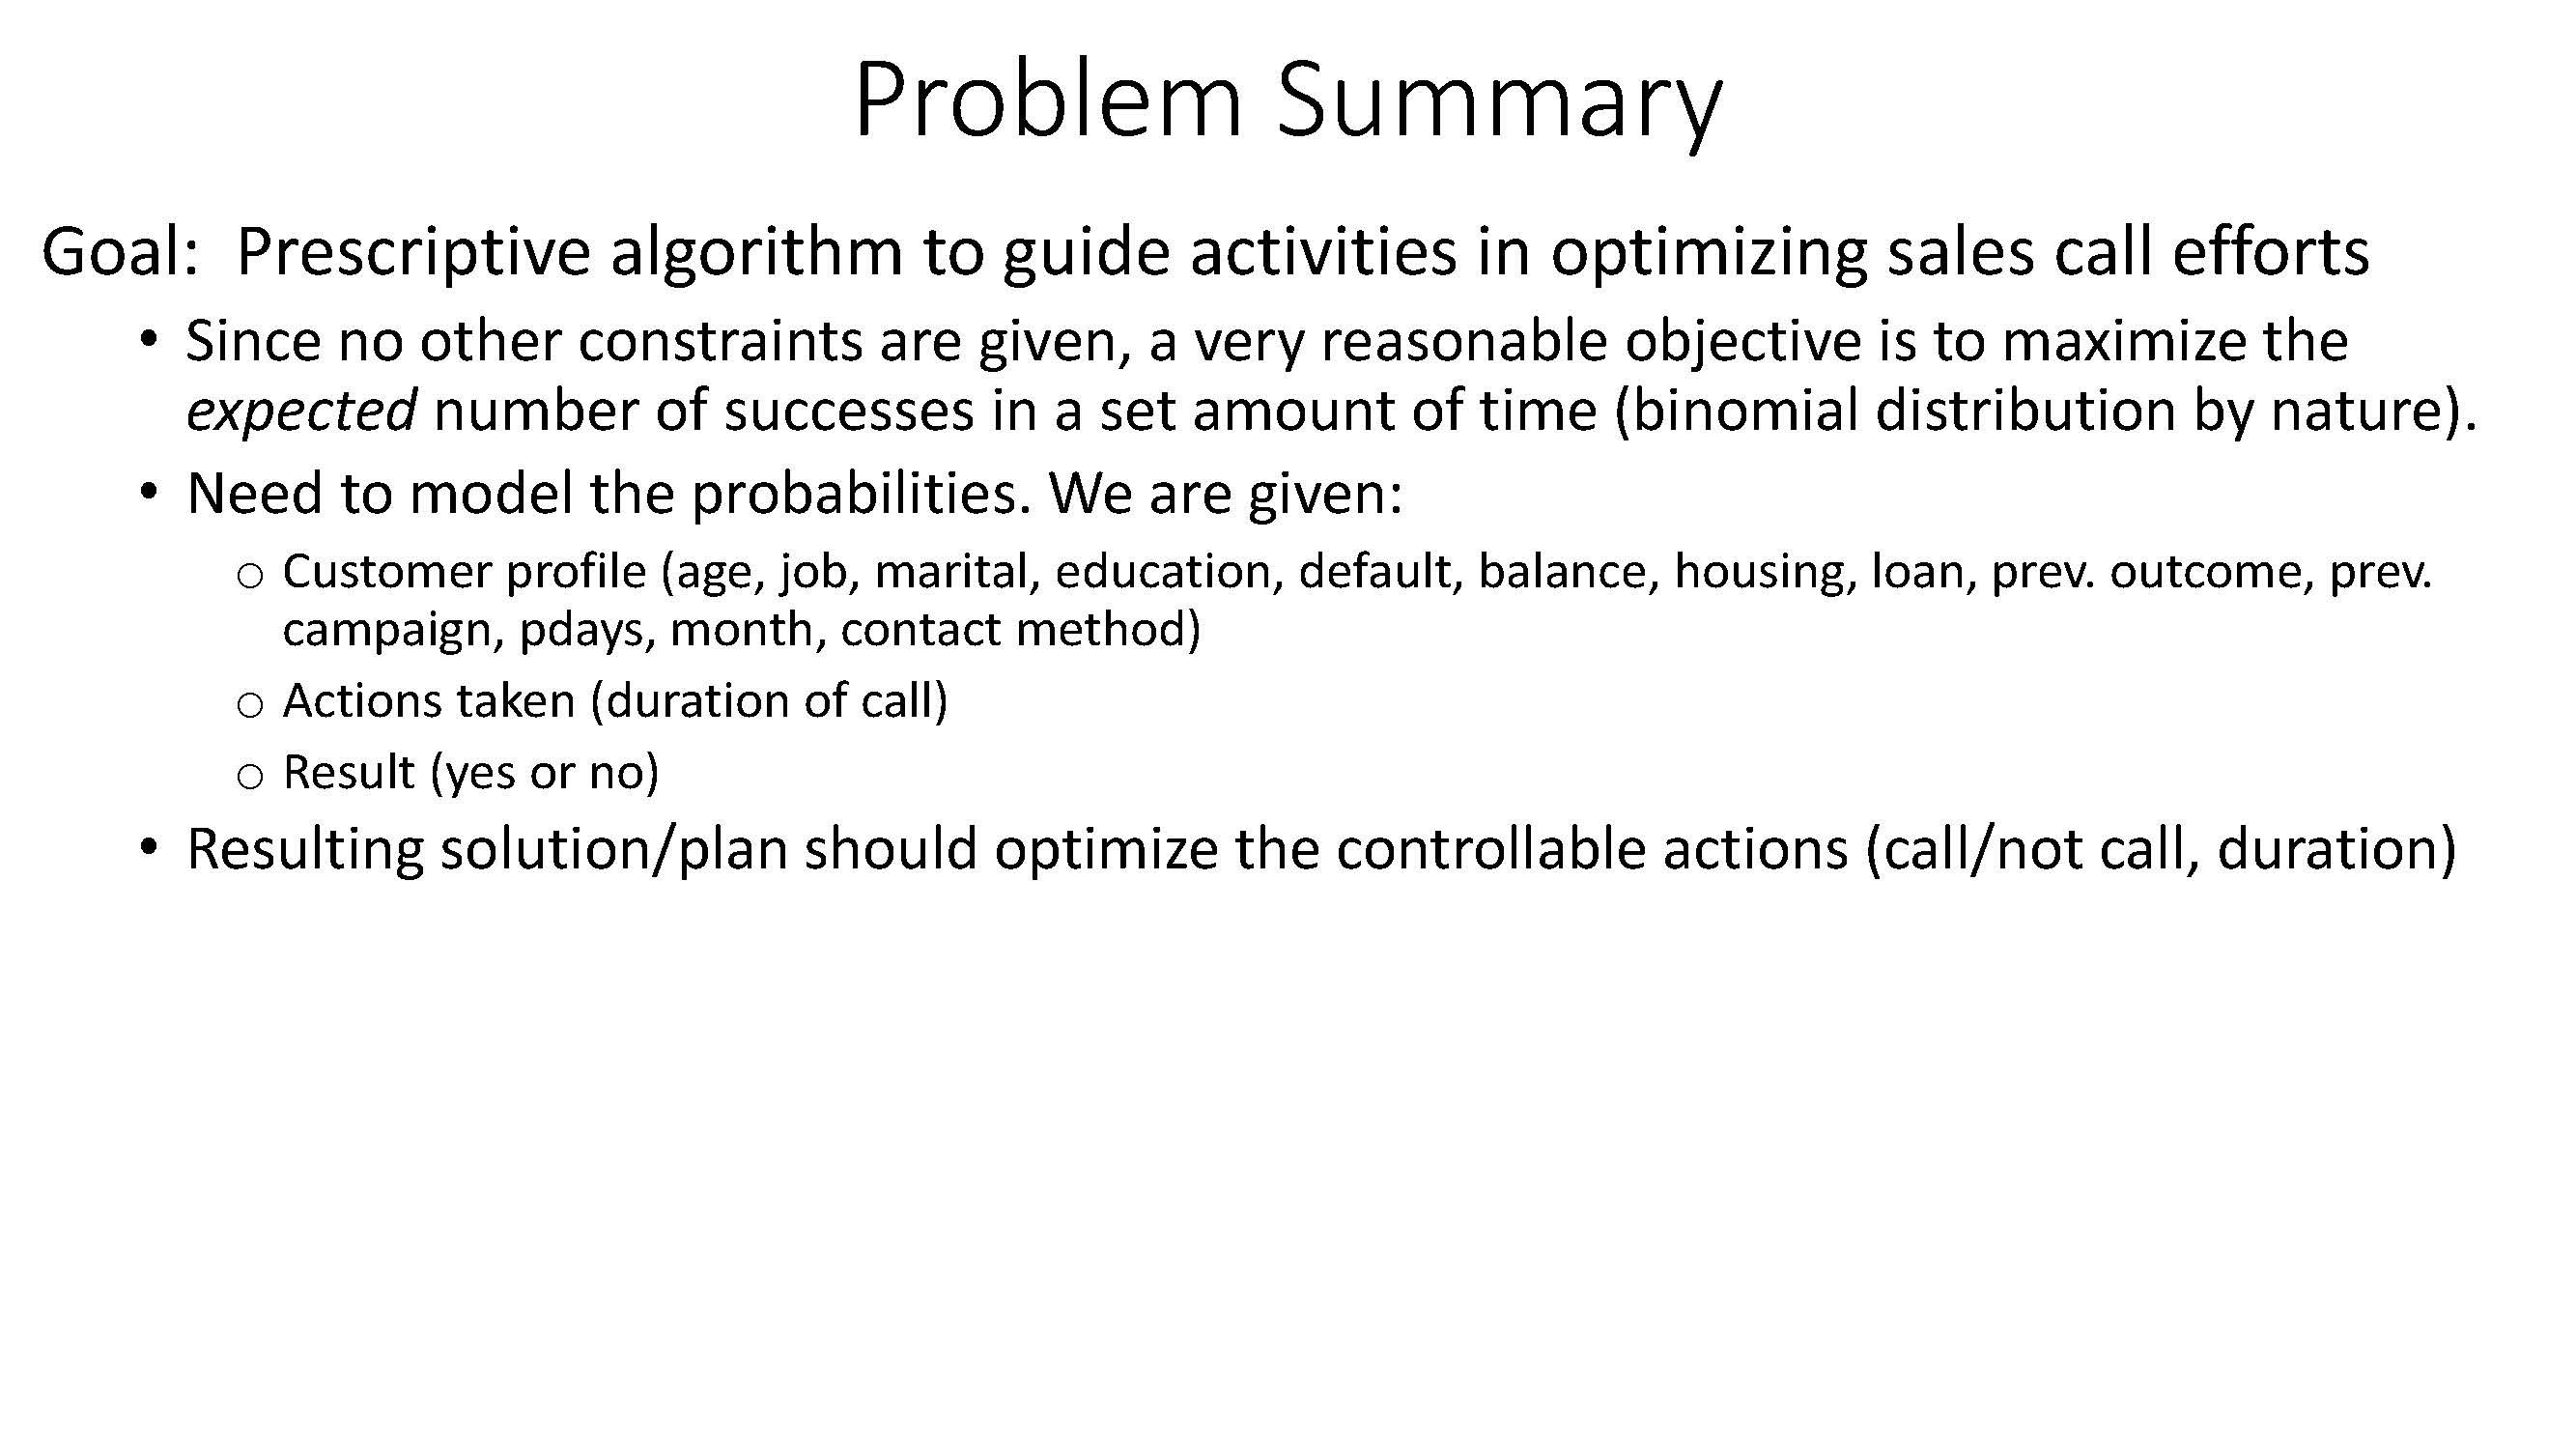 Problem Summary
Goal:  Prescriptive algorithm to guide activities in optimizing sales call efforts
• Since no other constraints are given, a very reasonable objective is to maximize the
expected number of successes in a set amount of time (binomial distribution by nature).
• Need to model the probabilities. We are given:
o Customer profile (age, job, marital, education, default, balance, housing, loan, prev. outcome, prev.
campaign, pdays, month, contact method)
o Actions taken (duration of call)
o Result (yes or no)
• Resulting solution/plan should optimize the controllable actions (call/not call, duration)